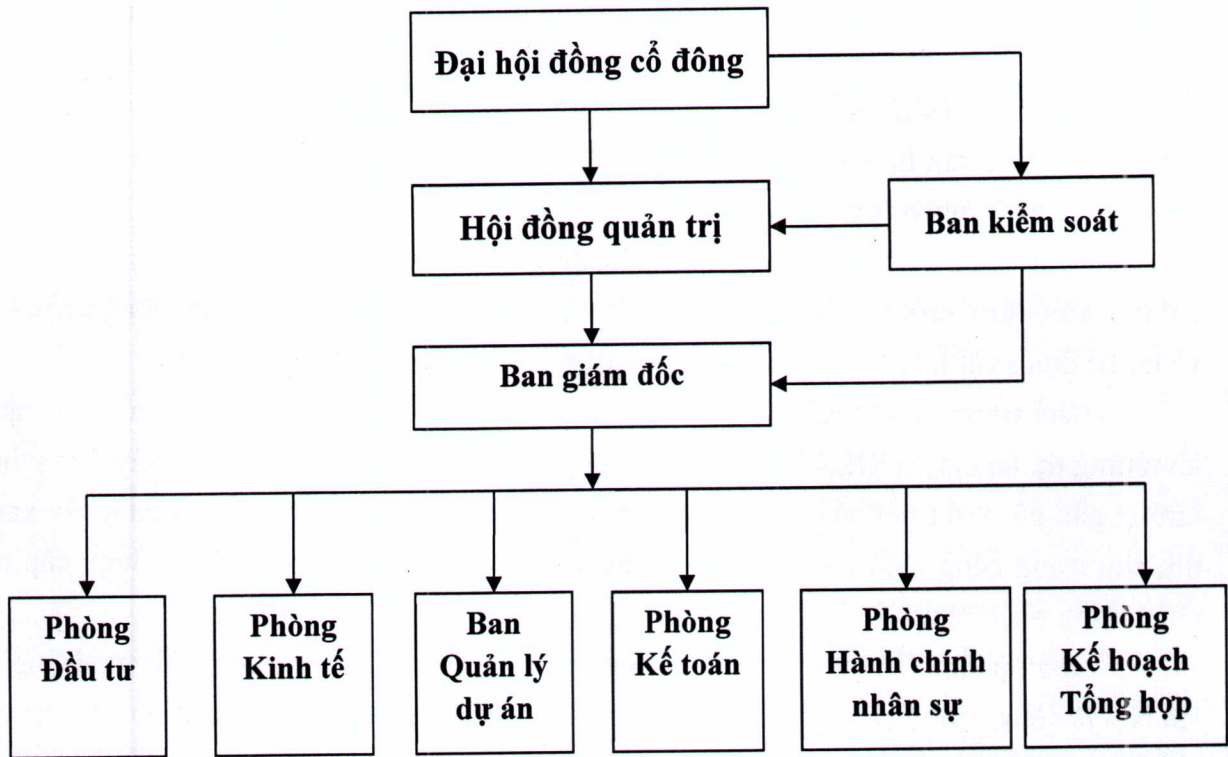 Đại hội đồng cổ đông
Hội đồng quản trị
Ban kiểm soát
Ban giám đốc
Phòng
Đầu tư
Phòng
Kinh tế
Ban
Quản lý
dự án
Phòng
Kế toán
Phòng
Hành chính
nhân sự
Phòng
Kế hoạch
Tổng hợp